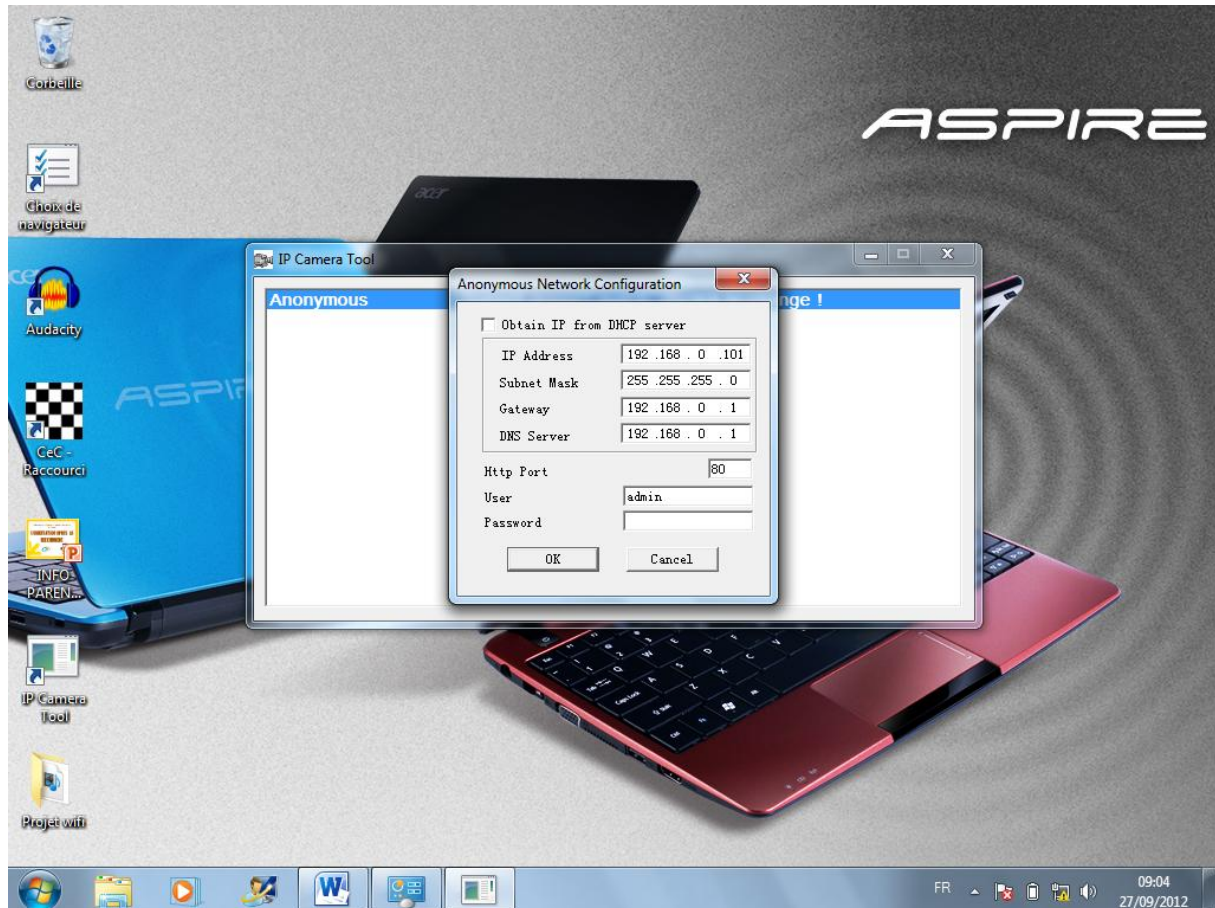 Corbeille
ASPIRE
Choix de
navigateur
acer
Audacity
ASPIR
CeC -
Raccourci
INFO
PAREN...
IP Camera
Tool
Projet wifi
IP Camera Tool
Anonymous
nge !
Anonymous Network Configuration
Obtain IP from DHCP server
IP Address 192 .168 . 0 .101
Subnet Mask 255 .255 .255 . 0
Gateway 192 .168 . 0 . 1
DNS Server 192 .168 . 0 . 1
Http Port 80
User admin
Password
OK Cancel
FR
09:04
27/09/2012